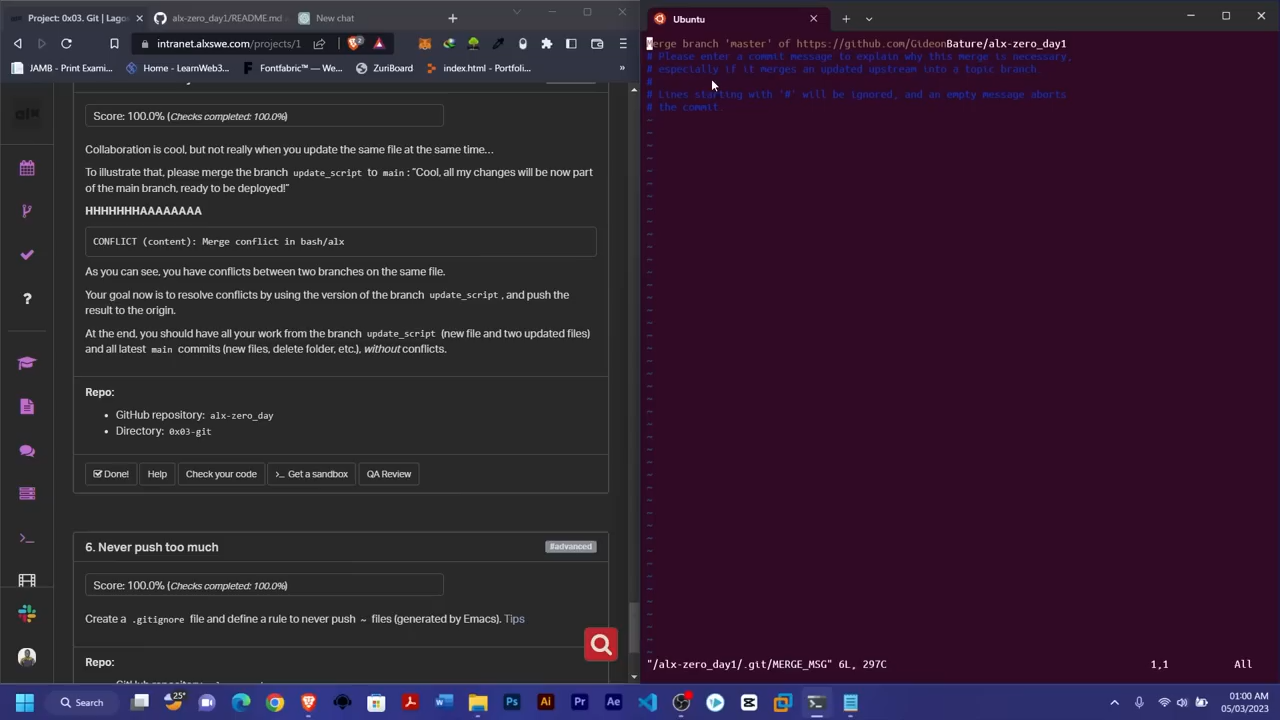 Project: 0x03. Git | Lagos
alx-zero_day1/README.md
New chat
Ubuntu
intranet.alxswe.com/projects/1
JAMB - Print Exami...
Home - LearnWeb3...
CPBoard
index.html - Portfoli...
»
Score: 100.0% (Checks completed: 100.0%)
Collaboration is cool, but not really when you update the same file at the same time…
To illustrate that, please merge the branch update_script to main: "Cool, all my changes will be now part
of the main branch, ready to be deployed!"
HHHHHHHAAAAAAAA
CONFLICT (content): Merge conflict in bash/alx
As you can see, you have conflicts between two branches on the same file.
Your goal now is to resolve conflicts by using the version of the branch update_script, and push the
result to the origin.
At the end, you should have all your work from the branch update_script (new file and two updated files)
and all latest main commits (new files, delete folder, etc.), without conflicts.
Repo:
• GitHub repository: alx-zero_day
• Directory: 0x03-git
Done! Help Check your code >_ Get a sandbox QA Review
6. Never push too much
#advanced
Score: 100.0% (Checks completed: 100.0%)
Create a .gitignore file and define a rule to never push ~ files (generated by Emacs). Tips
Repo:
Merge branch 'master' of https://github.com/GideonBature/alx-zero_day1
# Please enter a commit message to explain why this merge is necessary,
# especially if it merges an updated upstream into a topic branch.
#
# Lines starting with '#' will be ignored, and an empty message aborts
# the commit.
"/alx-zero_day1/.git/MERGE_MSG" 6L, 297C
1,1
All
Search
25°
01:00 AM
05/03/2023